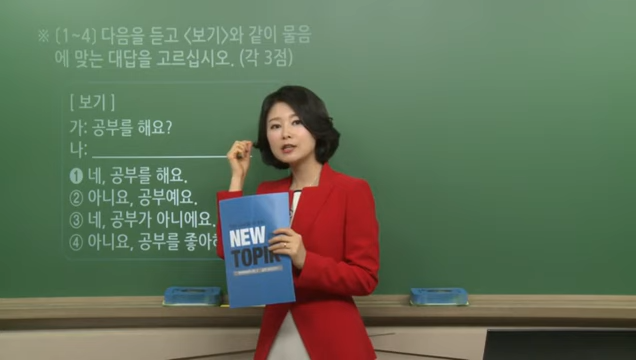 ※ (1~4) 다음을 듣고 <보기>와 같이 물음
에 맞는 대답을 고르십시오. (각 3점)
[ 보기 ]
가: 공부를 해요?
나:
❶ 네, 공부를 해요.
② 아니요, 공부예요.
③ 네, 공부가 아니에요.
④ 아니요, 공부를
NEW
TOPIK